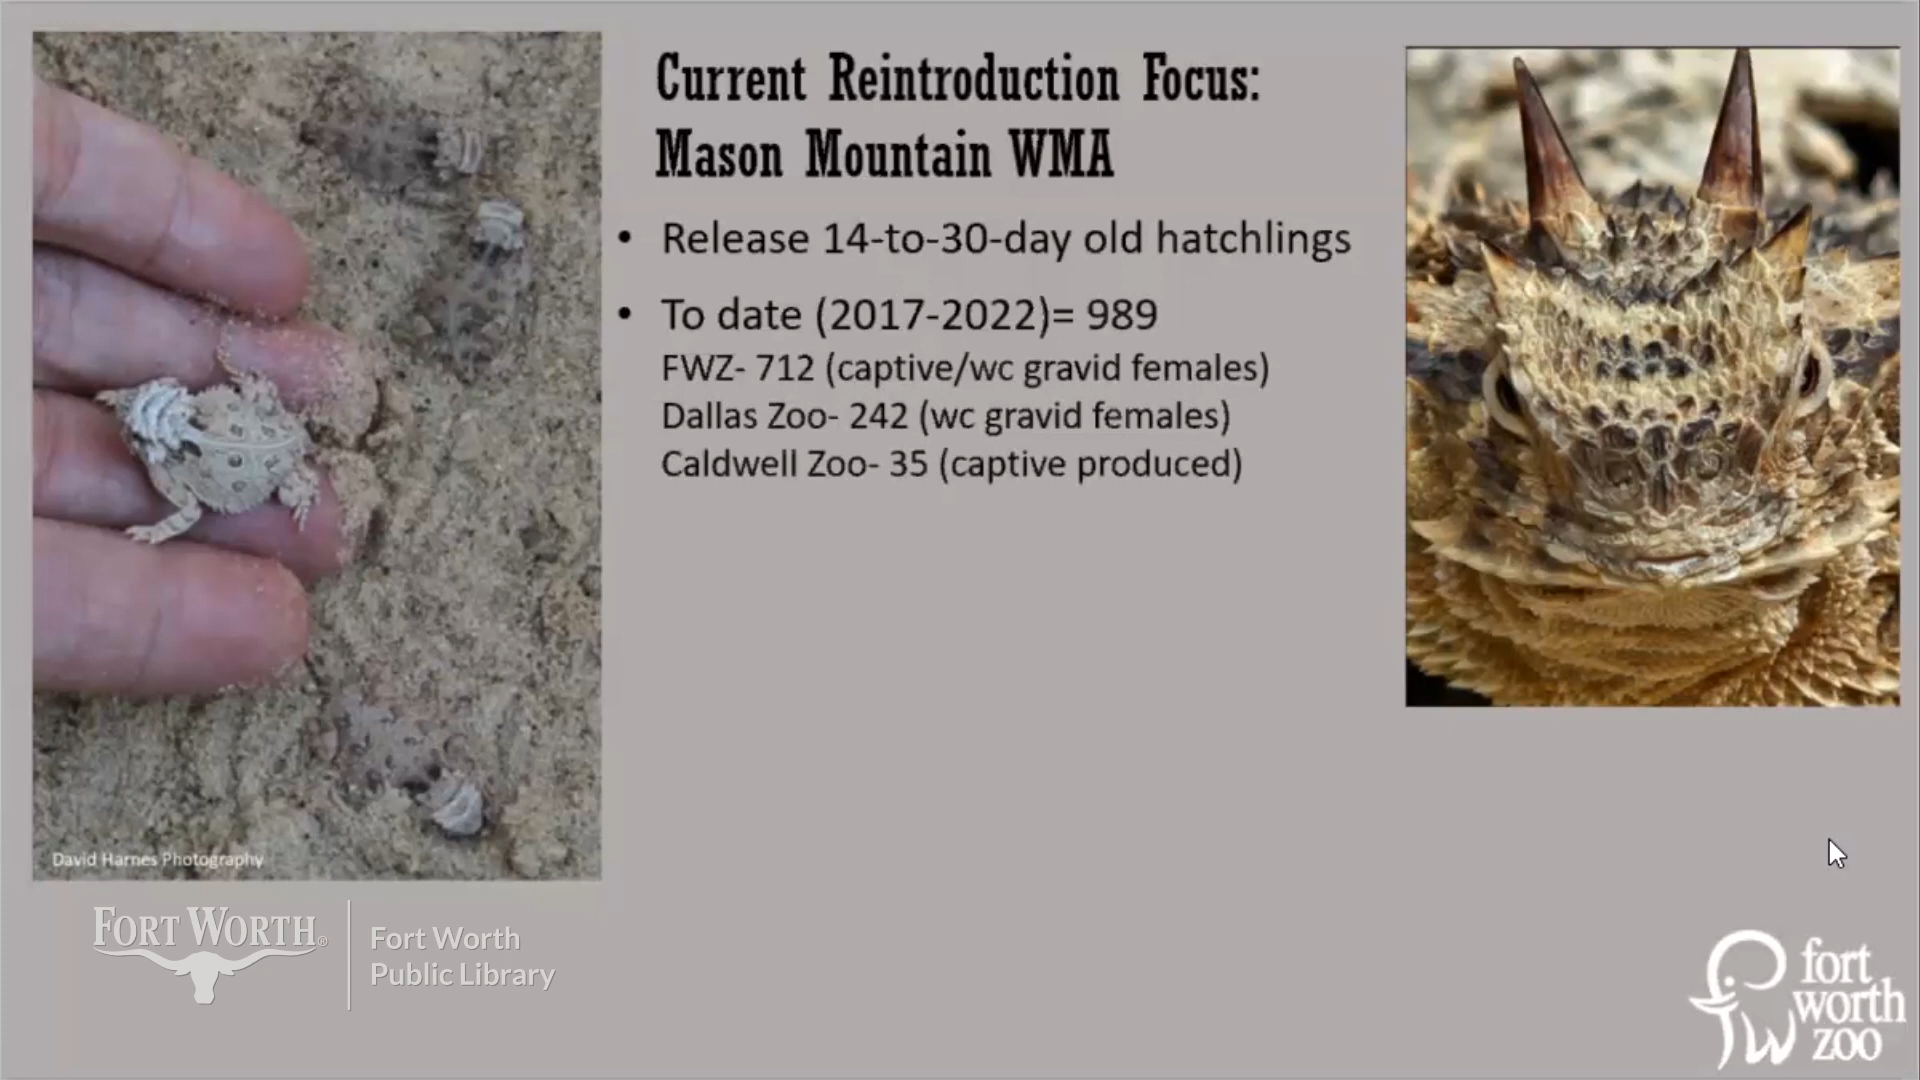 Current Reintroduction Focus:
Mason Mountain WMA
• Release 14-to-30-day old hatchlings
• To date (2017-2022)= 989
FWZ- 712 (captive/wc gravid females)
Dallas Zoo- 242 (wc gravid females)
Caldwell Zoo- 35 (captive produced)
David Harnes Photography
FORT WORTH®
Fort Worth
Public Library
fort
worth
zoo